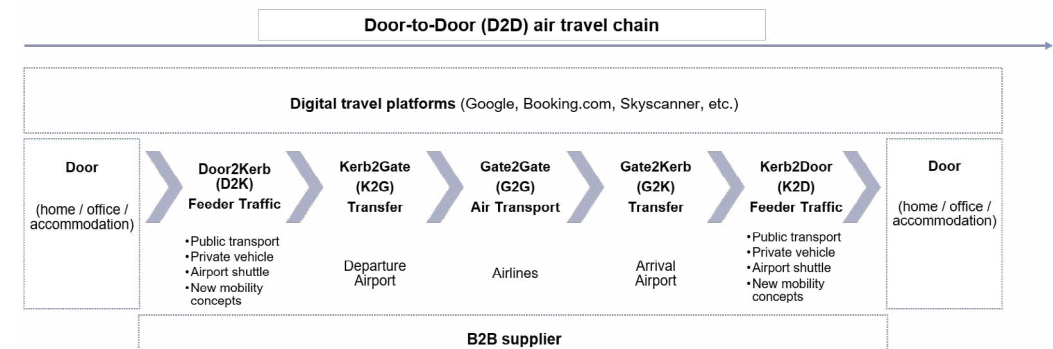 Door-to-Door (D2D) air travel chain
Digital travel platforms (Google, Booking.com, Skyscanner, etc.)
Door
(home / office /
accommodation)
Door2Kerb
(D2K)
Feeder Traffic
•Public transport
•Private vehicle
•Airport shuttle
•New mobility
concepts
Kerb2Gate
(K2G)
Transfer
Departure
Airport
Gate2Gate
(G2G)
Air Transport
Airlines
Gate2Kerb
(G2K)
Transfer
Arrival
Airport
Kerb2Door
(K2D)
Feeder Traffic
•Public transport
•Private vehicle
•Airport shuttle
•New mobility
concepts
Door
(home / office /
accommodation)
B2B supplier